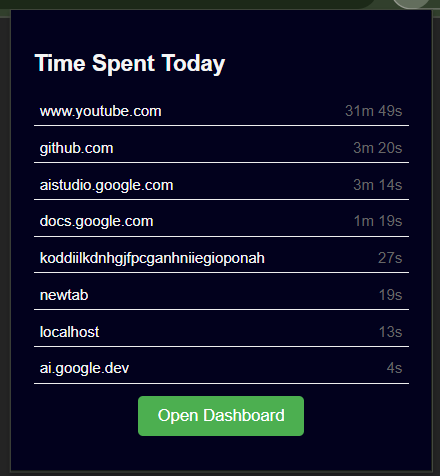 Time Spent Today
www.youtube.com 31m 49s
github.com 3m 20s
aistudio.google.com 3m 14s
docs.google.com 1m 19s
koddiilkdnhgjfpcganhniiegioponah 27s
newtab 19s
localhost 13s
ai.google.dev 4s
Open Dashboard